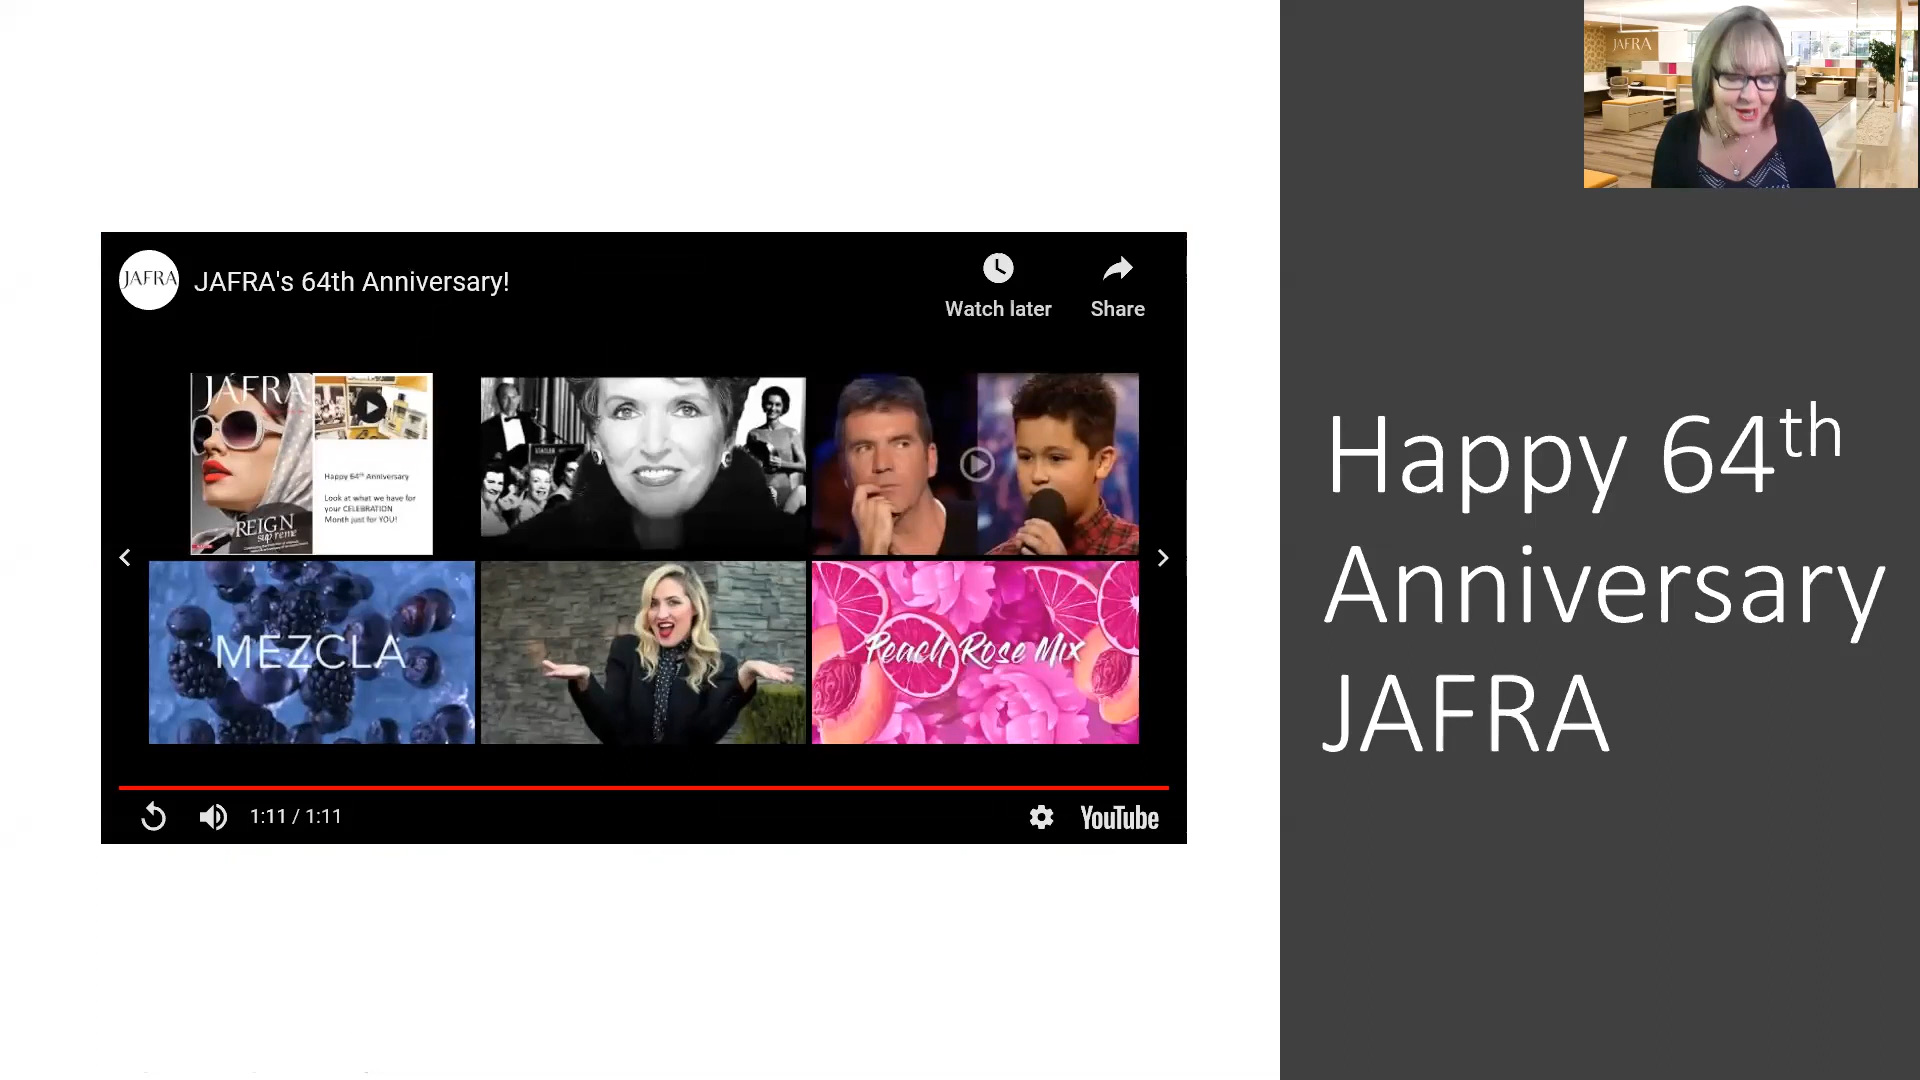 JAFRA
JAFRA
JAFRA's 64th Anniversary!
Watch later
Share
JAFRA
Happy 64th Anniversary
Look at what we have for
your CELEBRATION
Month just for YOU!
REIGN
supreme
MEZCLA
Peach Rose Mix
1:11 / 1:11
YouTube
Happy 64th
Anniversary
JAFRA